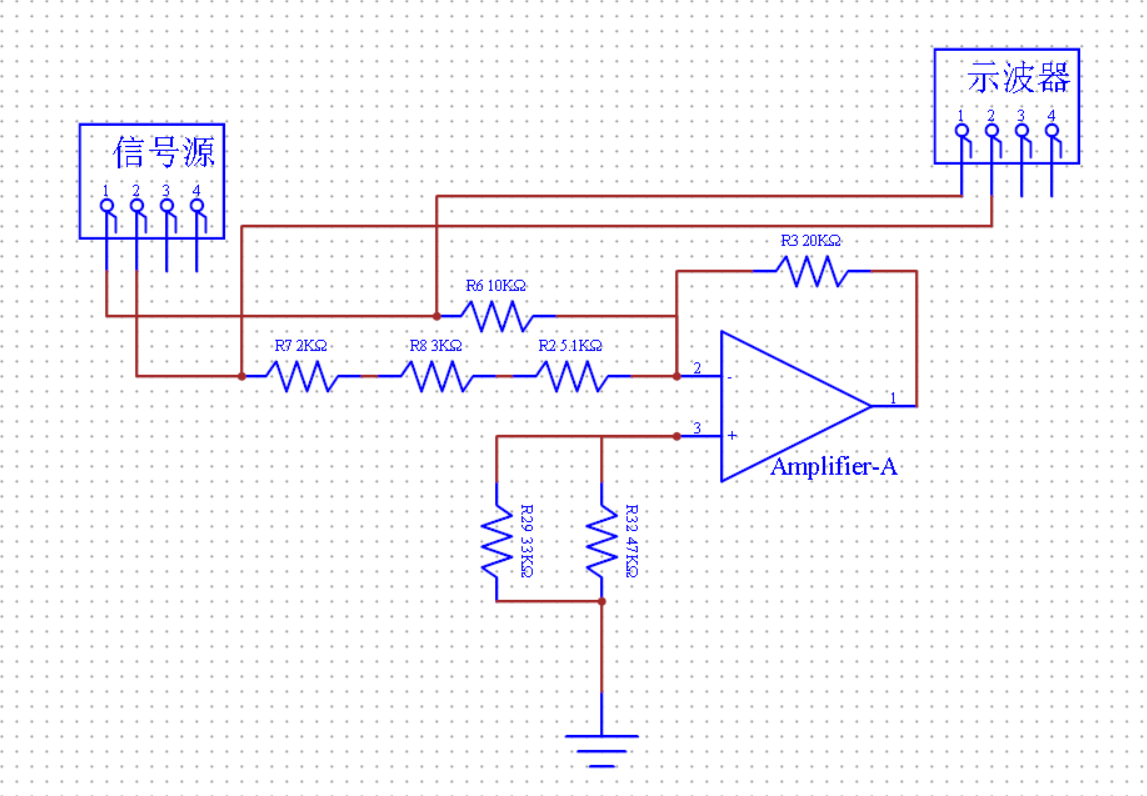 示波器
1 2 3 4
信号源
1 2 3 4
R3 20KΩ
R6 10KΩ
R7 2KΩ
R8 3KΩ
R2 5.1KΩ
2
-
1
3
+
Amplifier-A
R29 33KΩ
R32 47KΩ